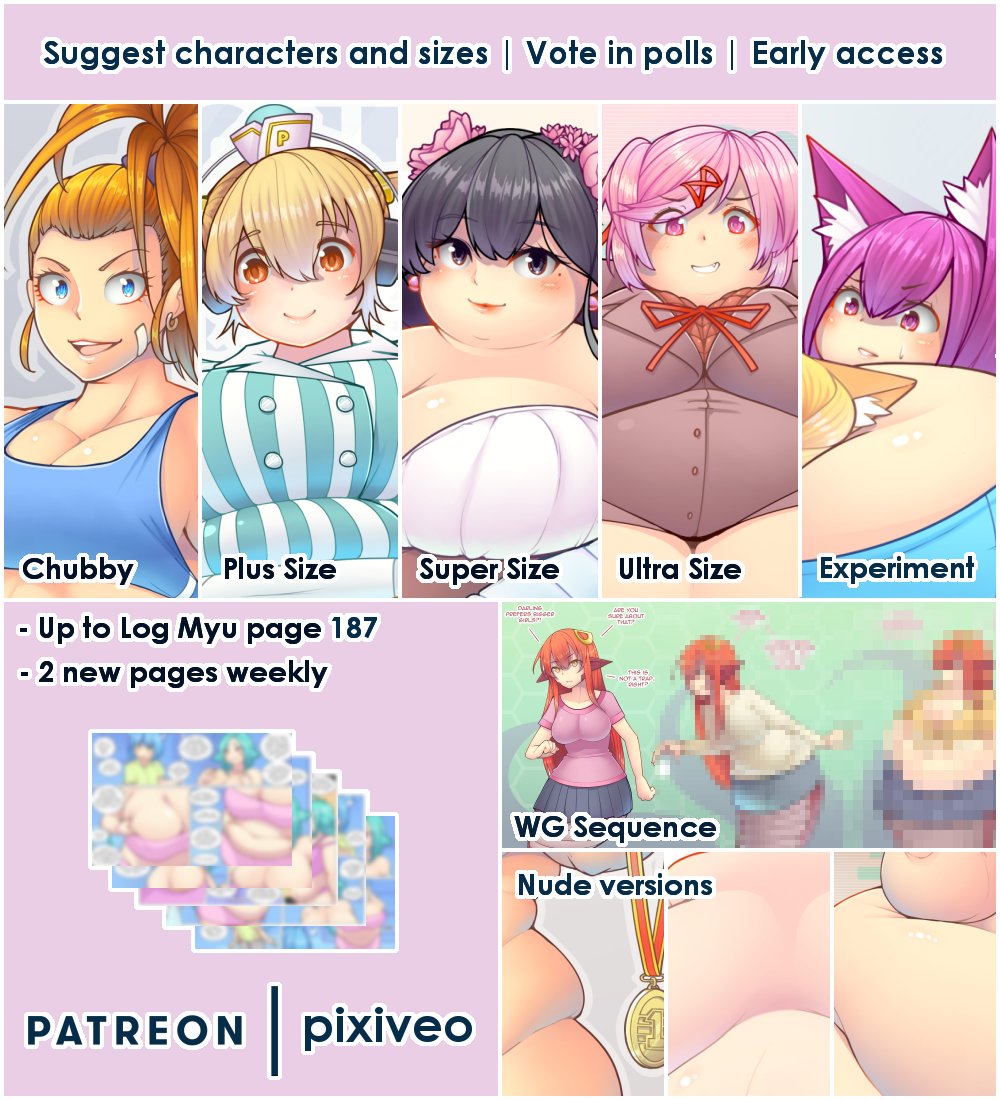 Suggest characters and sizes | Vote in polls | Early access
P
Chubby
Plus Size
Super Size
Ultra Size
Experiment
- Up to Log Myu page 187
- 2 new pages weekly
DARLING
PREFERS BIGGER
GIRLS?!
ARE YOU
SURE ABOUT
THAT?
THIS IS
NOT A TRAP,
RIGHT?
WG Sequence
Nude versions
1
PATREON | pixiveo